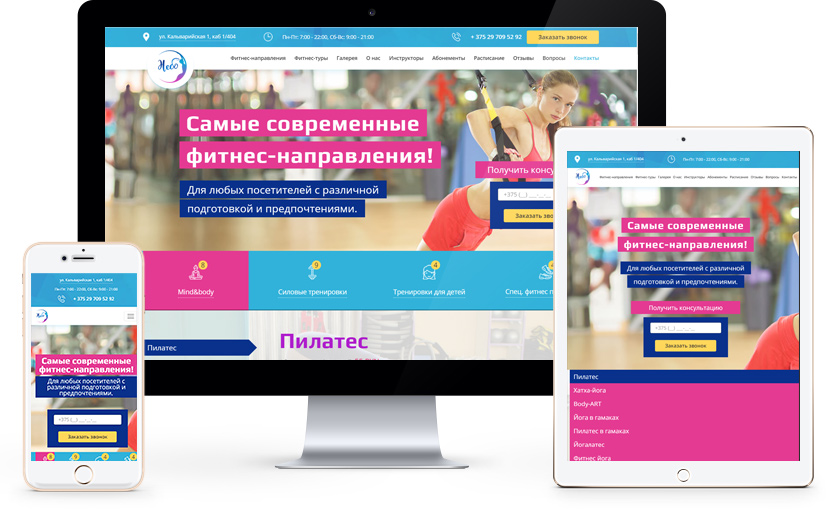 ул. Кальварийская 1, каб 1/404
Пн-Пт: 7:00 - 22:00, Сб-Вс: 9:00 - 21:00
+ 375 29 709 52 92
Заказать звонок
Небо
Фитнес-направления Фитнес-туры Галерея О нас Инструкторы Абонементы Расписание Отзывы Вопросы Контакты
Самые современные
фитнес-направления!
Для любых посетителей с различной
подготовкой и предпочтениями.
Получить консу
+375 (__) ___-__-__
Заказать звонок
8
Mind&body
9
Силовые тренировки
4
Тренировки для детей
4
Спец. фитнес п
Пилатес
Пилатес
ул. Кальварийская 1, каб 1/404
Пн-Пт: 7:00 - 22:00, Сб-Вс: 9:00 - 21:00
+ 375 29 709 52 92
Небо
Самые современные
фитнес-направления!
Для любых посетителей с
различной подготовкой и
предпочтениями.
+375 (__) ___-__-__
Заказать звонок
8
9
4
4
ул. Кальварийская 1, каб 1/404
Пн-Пт: 7:00 - 22:00, Сб-Вс: 9:00 - 21:00
Небо
Фитнес-направления Фитнес-туры Галерея О нас Инструкторы Абонементы Расписание Отзывы Вопросы Контакты
Самые современные
фитнес-направления!
Для любых посетителей с различной
подготовкой и предпочтениями.
Получить консультацию
+375 (__) ___-__-__
Заказать звонок
Пилатес
Хатха-йога
Body-ART
Йога в гамаках
Пилатес в гамаках
Йогалатес
Фитнес йога